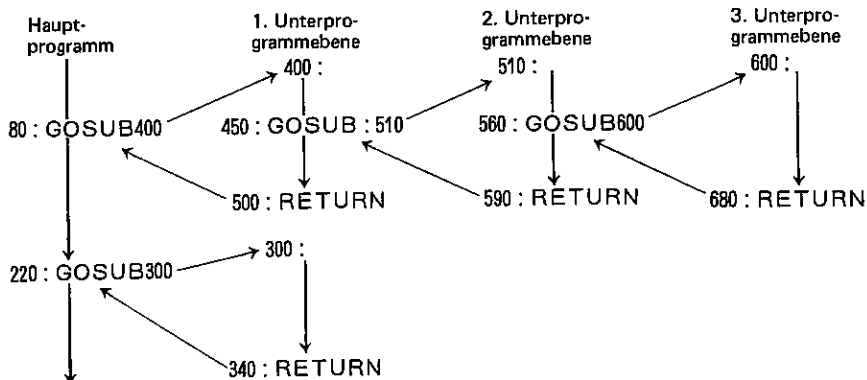 Haupt-
programm
1. Unterpro-
grammebene
2. Unterpro-
grammebene
3. Unterpro-
grammebene
400 :
510 :
600 :
80 : GOSUB400
450 : GOSUB : 510
560 : GOSUB600
500 : RETURN
590 : RETURN
680 : RETURN
300 :
220 : GOSUB300
340 : RETURN